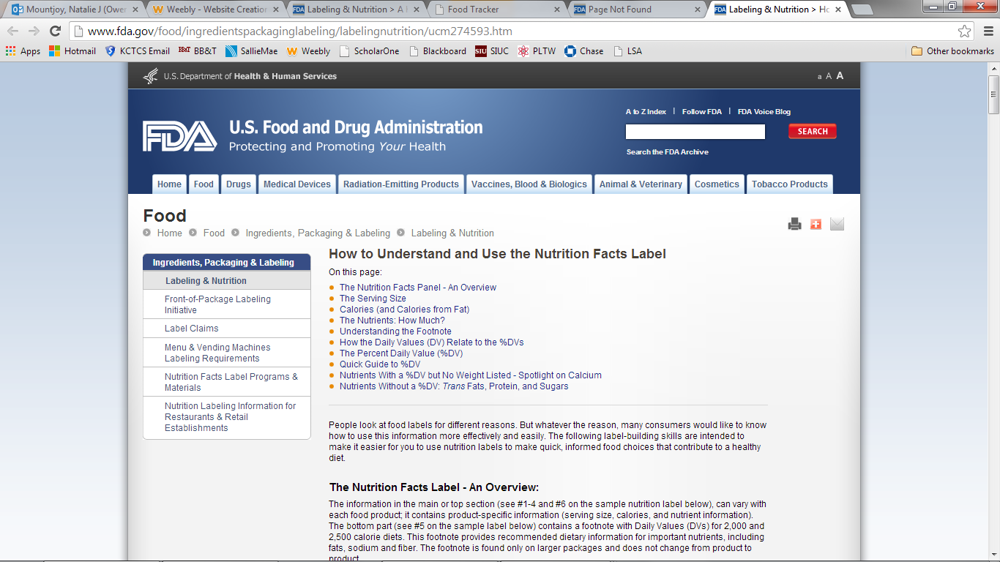 Mountjoy, Natalie J (Ower
Weebly - Website Creation
Labeling & Nutrition > A
Food Tracker
Page Not Found
Labeling & Nutrition > Ho
www.fda.gov/food/ingredientspackaginglabeling/labelingnutrition/ucm274593.htm
Apps Hotmail KCTCS Email BB&T BB&T SallieMae W Weebly ScholarOne Blackboard SIU SIUC PLTW Chase LSA Other bookmarks
U.S. Department of Health & Human Services
a A A
FDA U.S. Food and Drug Administration
Protecting and Promoting Your Health
A to Z Index | Follow FDA | FDA Voice Blog
SEARCH
Search the FDA Archive
Home Food Drugs Medical Devices Radiation-Emitting Products Vaccines, Blood & Biologics Animal & Veterinary Cosmetics Tobacco Products
Food
Home Food Ingredients, Packaging & Labeling Labeling & Nutrition
Ingredients, Packaging & Labeling
Labeling & Nutrition
Front-of-Package Labeling
Initiative
Label Claims
Menu & Vending Machines
Labeling Requirements
Nutrition Facts Label Programs &
Materials
Nutrition Labeling Information for
Restaurants & Retail
Establishments
How to Understand and Use the Nutrition Facts Label
On this page:
The Nutrition Facts Panel - An Overview
The Serving Size
Calories (and Calories from Fat)
The Nutrients: How Much?
Understanding the Footnote
How the Daily Values (DV) Relate to the %DVs
The Percent Daily Value (%DV)
Quick Guide to %DV
Nutrients With a %DV but No Weight Listed - Spotlight on Calcium
Nutrients Without a %DV: Trans Fats, Protein, and Sugars
People look at food labels for different reasons. But whatever the reason, many consumers would like to know
how to use this information more effectively and easily. The following label-building skills are intended to
make it easier for you to use nutrition labels to make quick, informed food choices that contribute to a healthy
diet.
The Nutrition Facts Label - An Overview:
The information in the main or top section (see #1-4 and #6 on the sample nutrition label below), can vary with
each food product; it contains product-specific information (serving size, calories, and nutrient information).
The bottom part (see #5 on the sample label below) contains a footnote with Daily Values (DVs) for 2,000 and
2,500 calorie diets. This footnote provides recommended dietary information for important nutrients, including
fats, sodium and fiber. The footnote is found only on larger packages and does not change from product to
product.